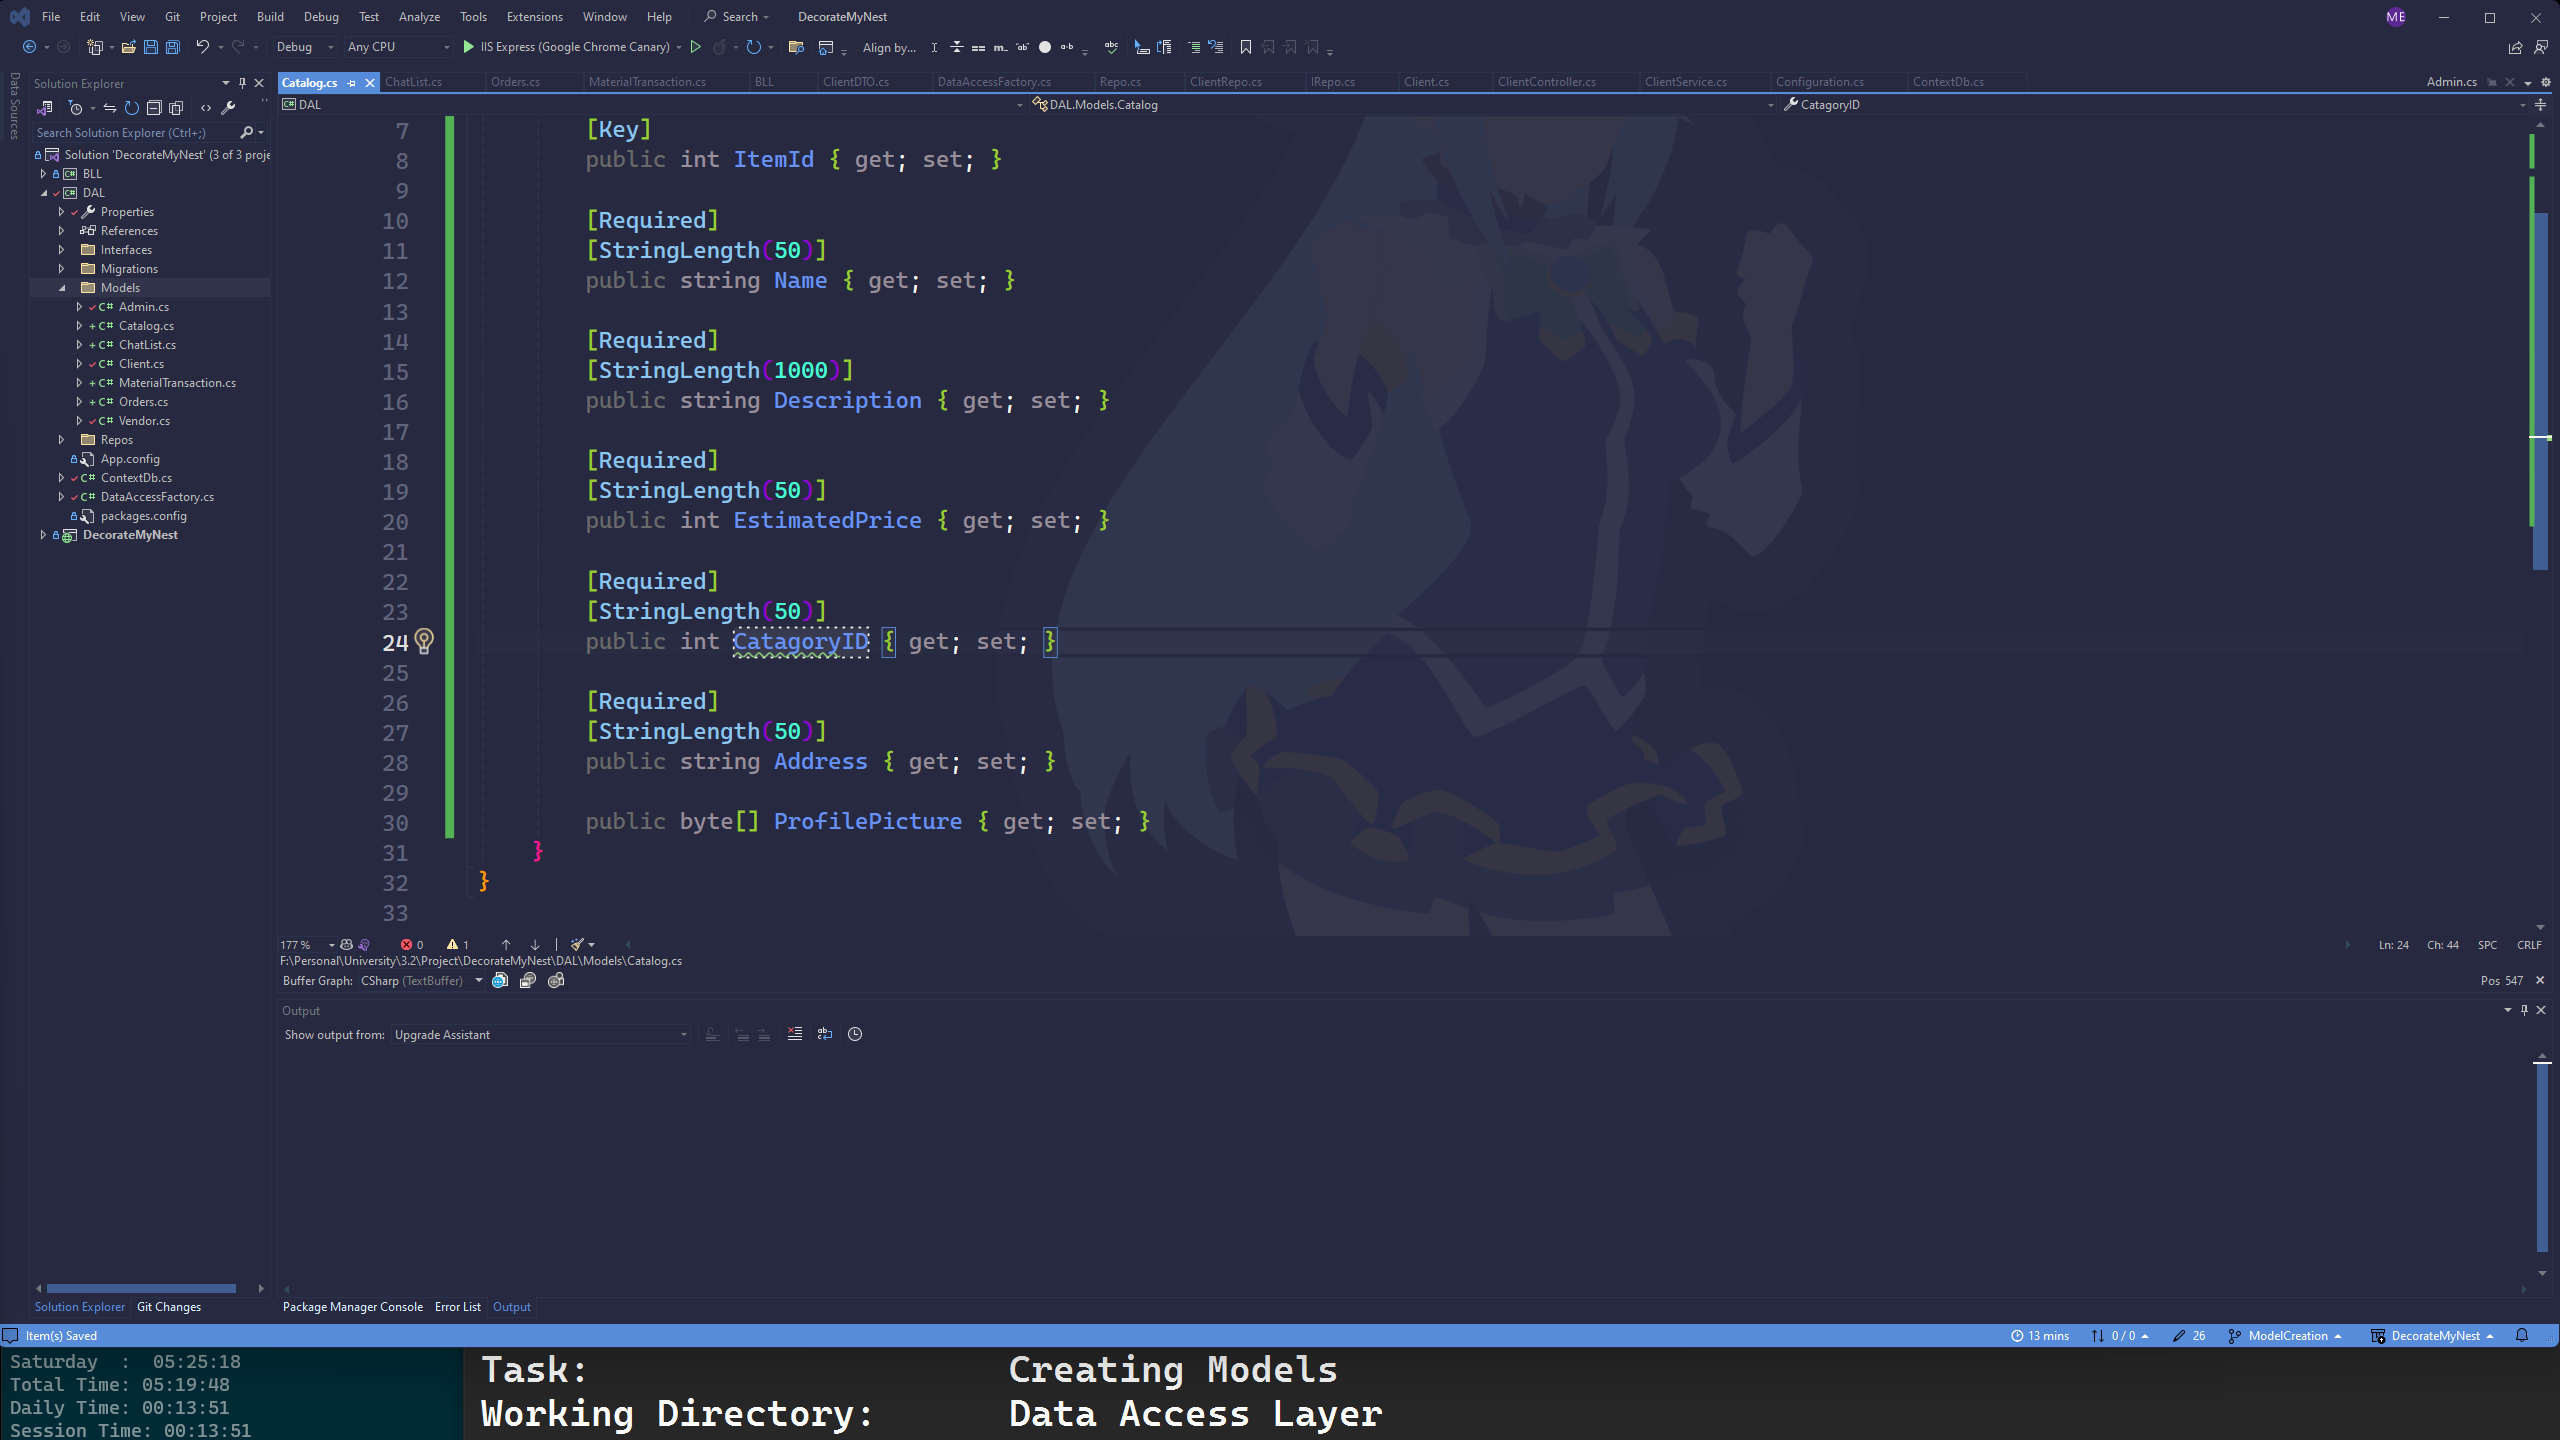 File Edit View Git Project Build Debug Test Analyze Tools Extensions Window Help Search DecorateMyNest ME
Debug Any CPU IIS Express (Google Chrome Canary) Align by...
Data Sources
Solution Explorer
Search Solution Explorer (Ctrl+;)
Solution 'DecorateMyNest' (3 of 3 proje
BLL
DAL
Properties
References
Interfaces
Migrations
Models
C# Admin.cs
C# Catalog.cs
C# ChatList.cs
C# Client.cs
C# MaterialTransaction.cs
C# Orders.cs
C# Vendor.cs
Repos
App.config
C# ContextDb.cs
C# DataAccessFactory.cs
packages.config
DecorateMyNest
Catalog.cs ChatList.cs Orders.cs MaterialTransaction.cs BLL ClientDTO.cs DataAccessFactory.cs Repo.cs ClientRepo.cs IRepo.cs Client.cs ClientController.cs ClientService.cs Configuration.cs ContextDb.cs Admin.cs
DAL DAL.Models.Catalog CatagoryID
7 [Key]
8 public int ItemId { get; set; }
9
10 [Required]
11 [StringLength(50)]
12 public string Name { get; set; }
13
14 [Required]
15 [StringLength(1000)]
16 public string Description { get; set; }
17
18 [Required]
19 [StringLength(50)]
20 public int EstimatedPrice { get; set; }
21
22 [Required]
23 [StringLength(50)]
24 public int CatagoryID { get; set; }
25
26 [Required]
27 [StringLength(50)]
28 public string Address { get; set; }
29
30 public byte[] ProfilePicture { get; set; }
31 }
32 }
33
177 % 0 1 Ln: 24 Ch: 44 SPC CRLF
F:\Personal\University\3.2\Project\DecorateMyNest\DAL\Models\Catalog.cs
Buffer Graph: CSharp (TextBuffer) Pos 547
Output
Show output from: Upgrade Assistant
Solution Explorer Git Changes Package Manager Console Error List Output
Item(s) Saved 13 mins 0 / 0 26 ModelCreation DecorateMyNest
Saturday : 05:25:18
Total Time: 05:19:48
Daily Time: 00:13:51
Session Time: 00:13:51
Task: Creating Models
Working Directory: Data Access Layer